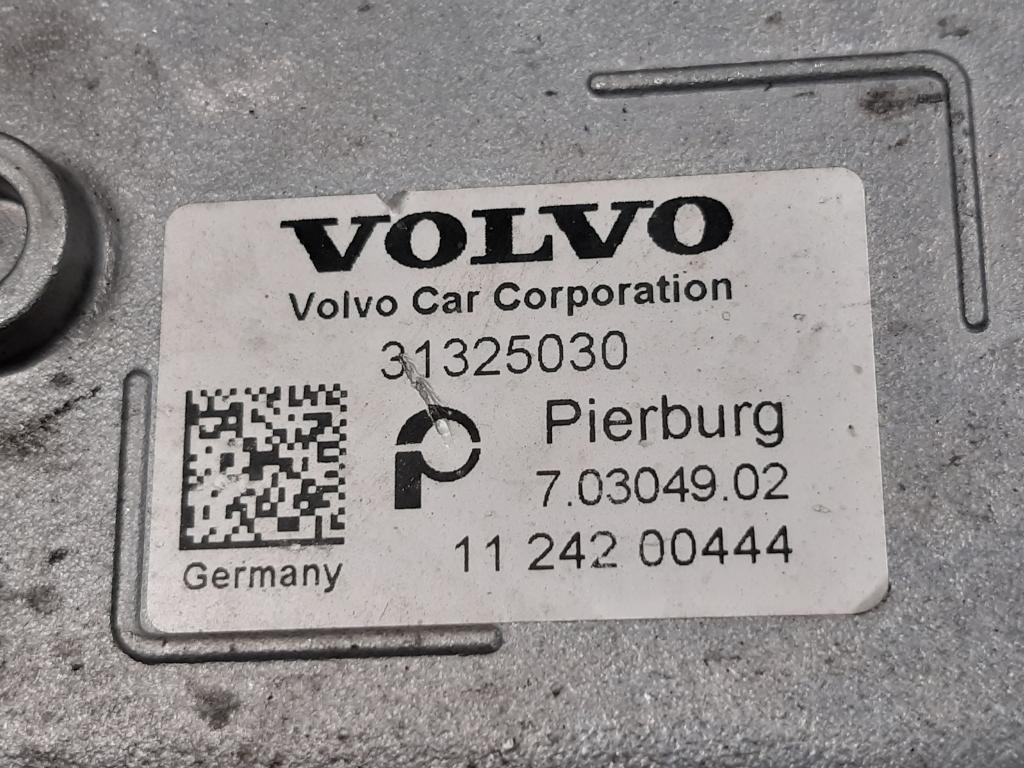 VOLVO
Volvo Car Corporation
31325030
Pierburg
7.03049.02
11 242 00444
Germany